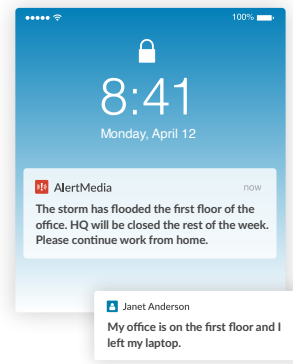 100%
8:41
Monday, April 12
AlertMedia now
The storm has flooded the first floor of the
office. HQ will be closed the rest of the week.
Please continue work from home.
Janet Anderson
My office is on the first floor and I
left my laptop.